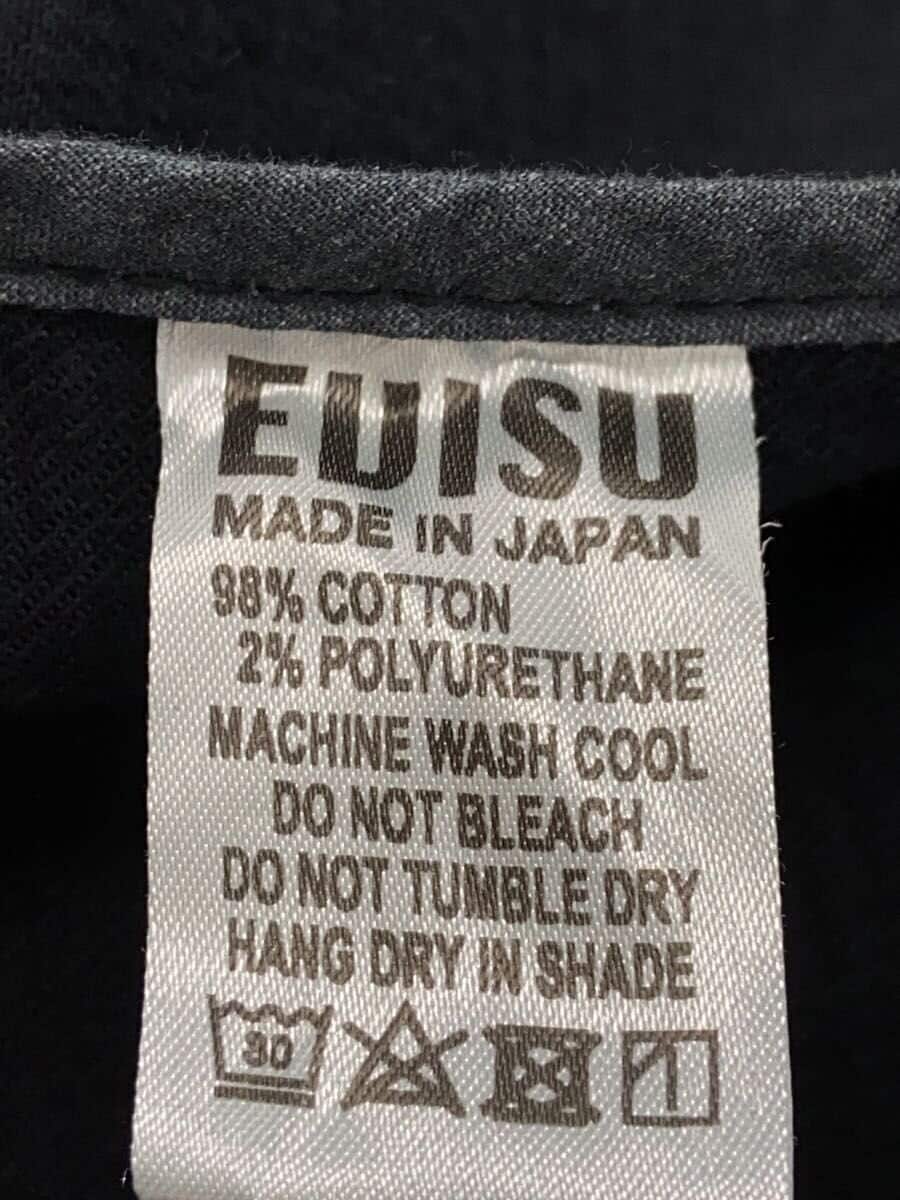 EUISU
MADE IN JAPAN
98% COTTON
2% POLYURETHANE
MACHINE WASH COOL
DO NOT BLEACH
DO NOT TUMBLE DRY
HANG DRY IN SHADE
30